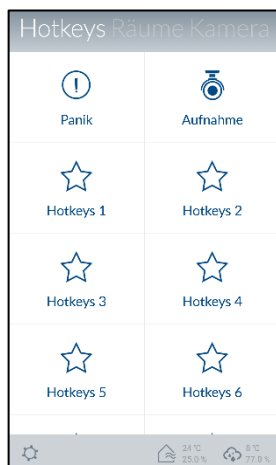 Hotkeys Räume Kamera
Panik Aufnahme
Hotkeys 1 Hotkeys 2
Hotkeys 3 Hotkeys 4
Hotkeys 5 Hotkeys 6
24 °C 8 °C
25.0 % 77.0 %